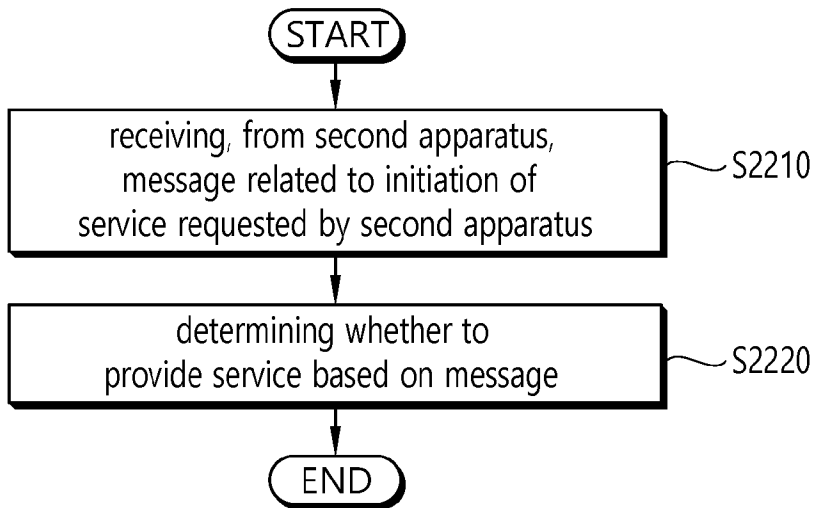 START
receiving, from second apparatus,
message related to initiation of
service requested by second apparatus
S2210
determining whether to
provide service based on message
S2220
END